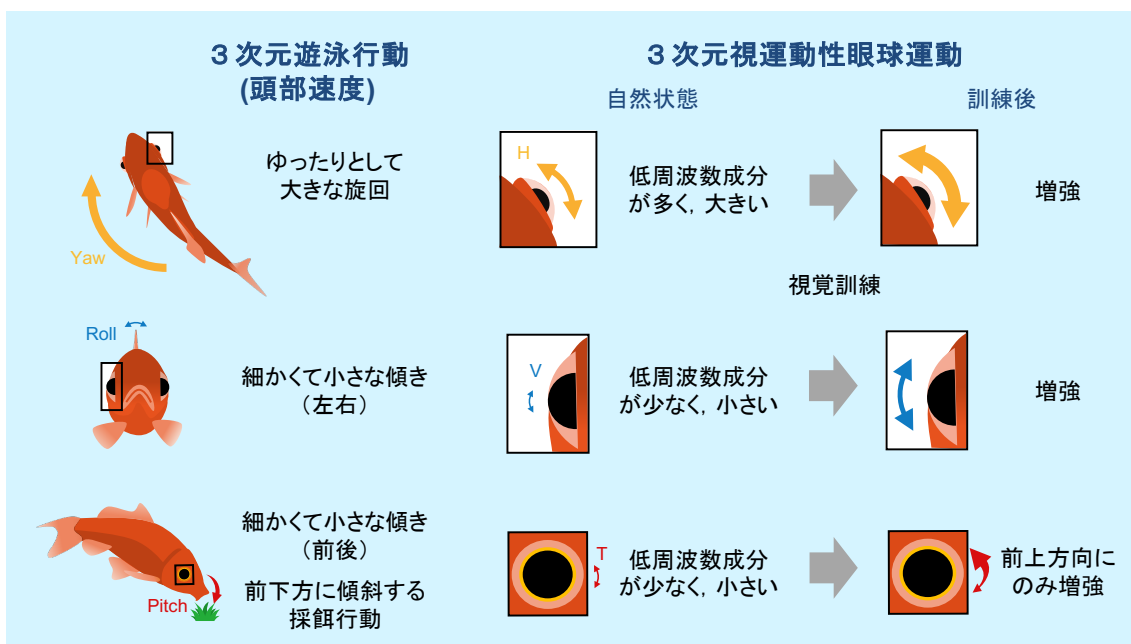 3次元遊泳行動
(頭部速度)
3次元視運動性眼球運動
自然状態
訓練後
Yaw
ゆったりとして
大きな旋回
H
低周波数成分
が多く, 大きい
増強
視覚訓練
Roll
細かくて小さな傾き
（左右）
V
低周波数成分
が少なく, 小さい
増強
Pitch
細かくて小さな傾き
（前後）
前下方に傾斜する
採餌行動
T
低周波数成分
が少なく, 小さい
前上方向に
のみ増強